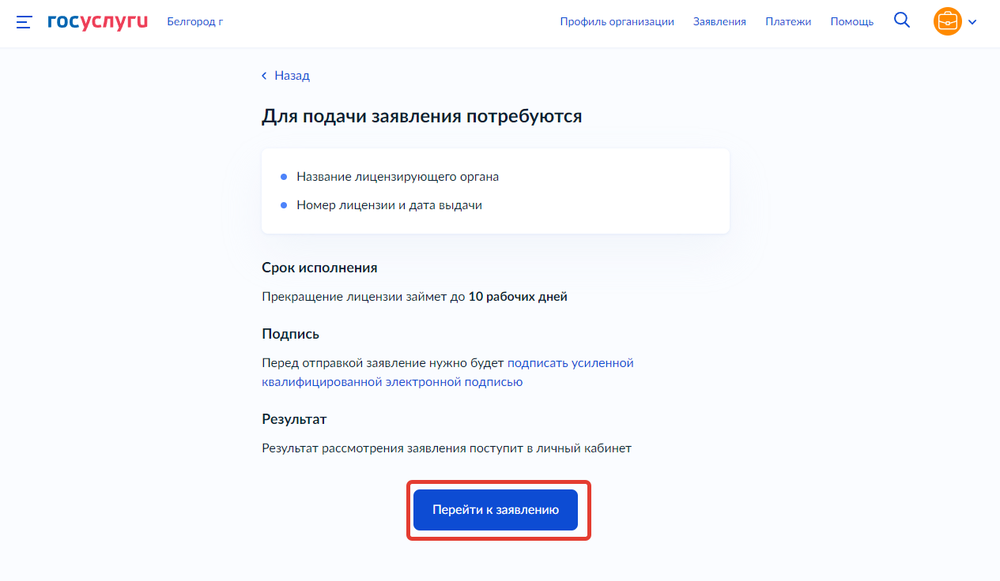 госуслуги Белгород г Профиль организации Заявления Платежи Помощь
Назад
Для подачи заявления потребуются
Название лицензирующего органа
Номер лицензии и дата выдачи
Срок исполнения
Прекращение лицензии займет до 10 рабочих дней
Подпись
Перед отправкой заявление нужно будет подписать усиленной
квалифицированной электронной подписью
Результат
Результат рассмотрения заявления поступит в личный кабинет
Перейти к заявлению